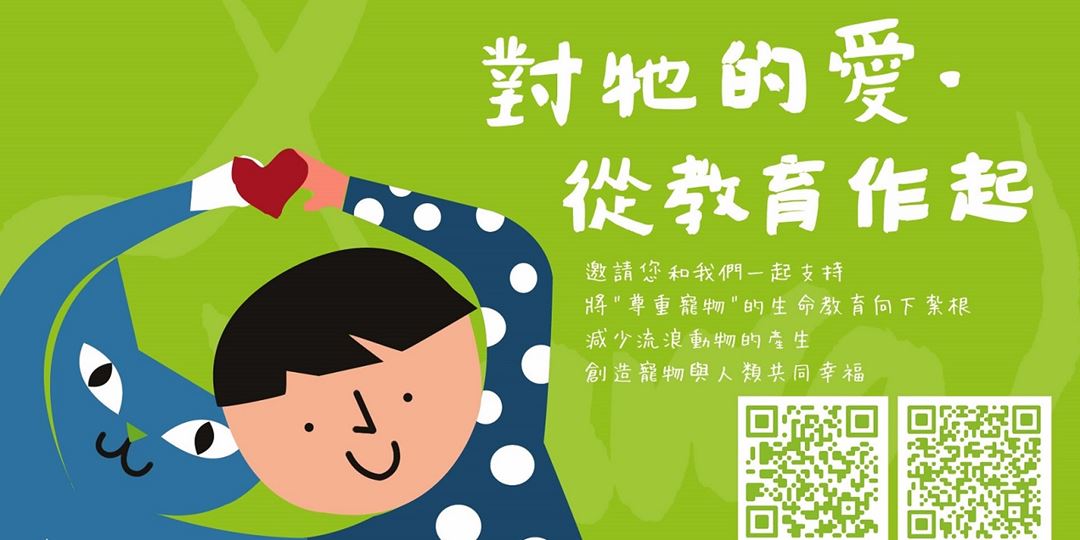 對牠的愛·
從教育作起
邀請您和我們一起支持
將"尊重寵物"的生命教育向下紮根
減少流浪動物的產生
創造寵物與人類共同幸福